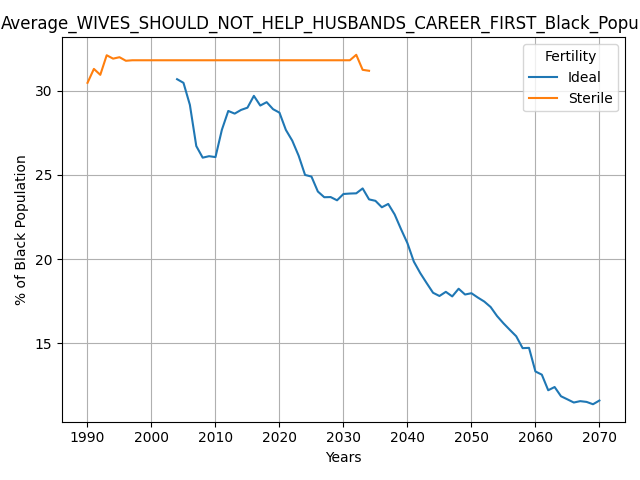 Average_WIVES_SHOULD_NOT_HELP_HUSBANDS_CAREER_FIRST_Black_Popu
% of Black Population
30
25
20
15
Fertility
Ideal
Sterile
1990 2000 2010 2020 2030 2040 2050 2060 2070
Years